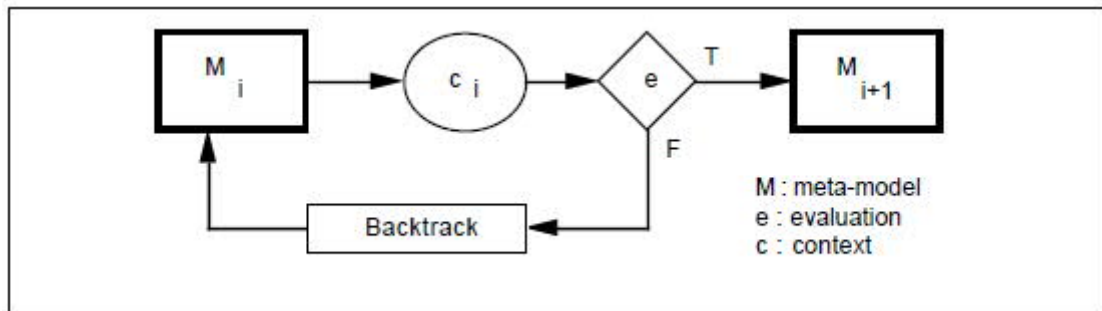 M i
c i
e
T
M i+1
F
Backtrack
M : meta-model
e : evaluation
c : context